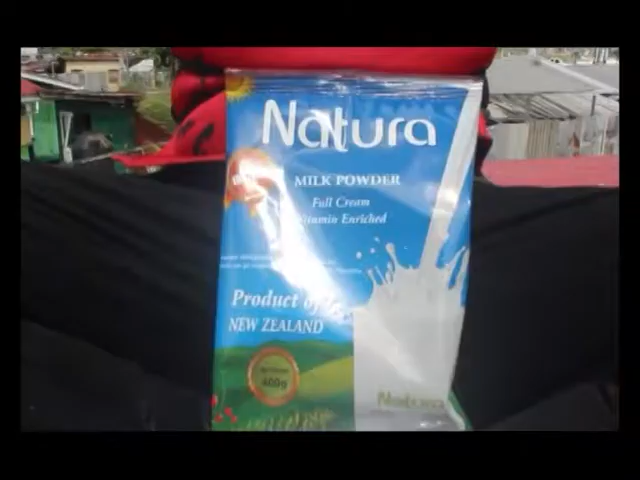 Natura
MILK POWDER
Full Cream
Vitamin Enriched
Product of
NEW ZEALAND
400g
Natura